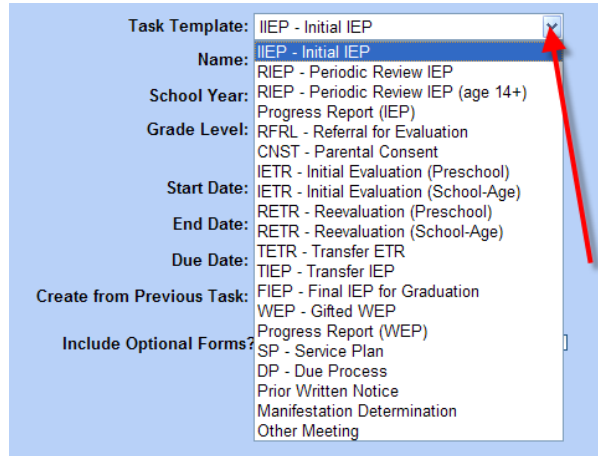 Task Template: IIEP - Initial IEP
IIEP - Initial IEP
Name:
RIEP - Periodic Review IEP
School Year: RIEP - Periodic Review IEP (age 14+)
Progress Report (IEP)
Grade Level: RFRL - Referral for Evaluation
CNST - Parental Consent
IETR - Initial Evaluation (Preschool)
Start Date: IETR - Initial Evaluation (School-Age)
RETR - Reevaluation (Preschool)
End Date: RETR - Reevaluation (School-Age)
TETR - Transfer ETR
Due Date: TIEP - Transfer IEP
Create from Previous Task: FIEP - Final IEP for Graduation
WEP - Gifted WEP
Progress Report (WEP)
Include Optional Forms? SP - Service Plan
DP - Due Process
Prior Written Notice
Manifestation Determination
Other Meeting